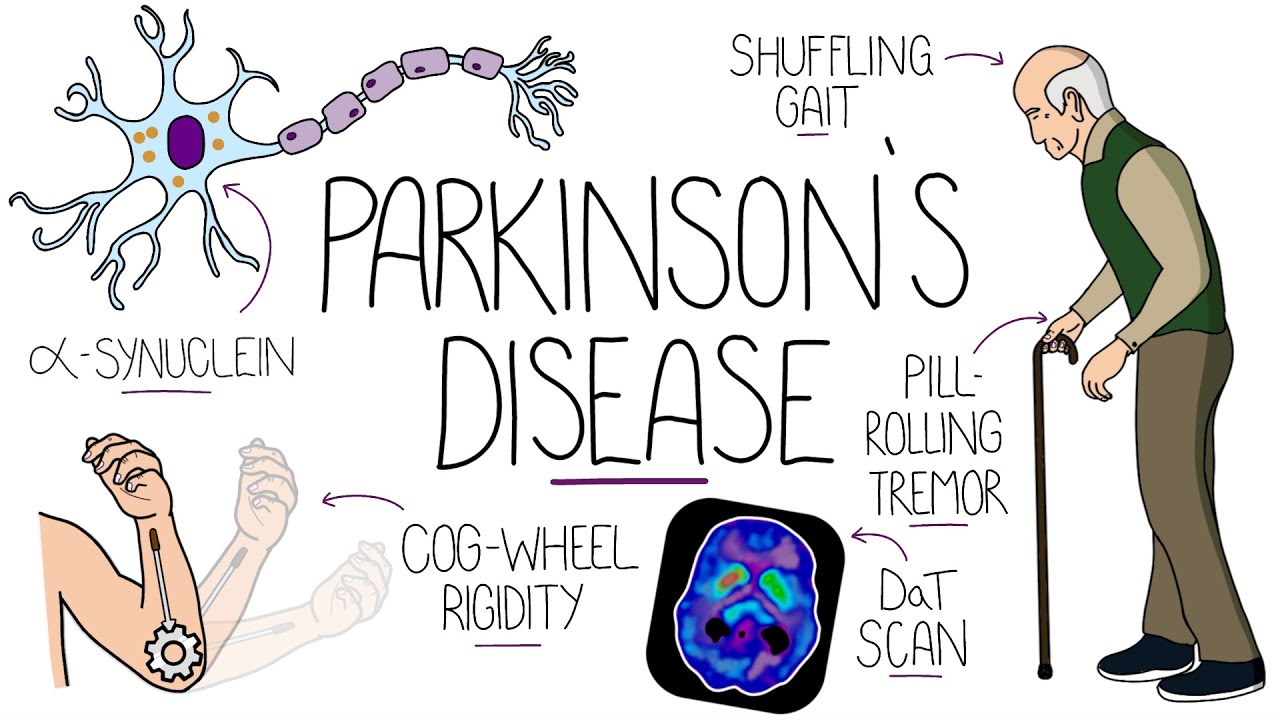 SHUFFLING
GAIT
PARKINSON'S
DISEASE
α-SYNUCLEIN
PILL-
ROLLING
TREMOR
COG-WHEEL
RIGIDITY
DaT
SCAN